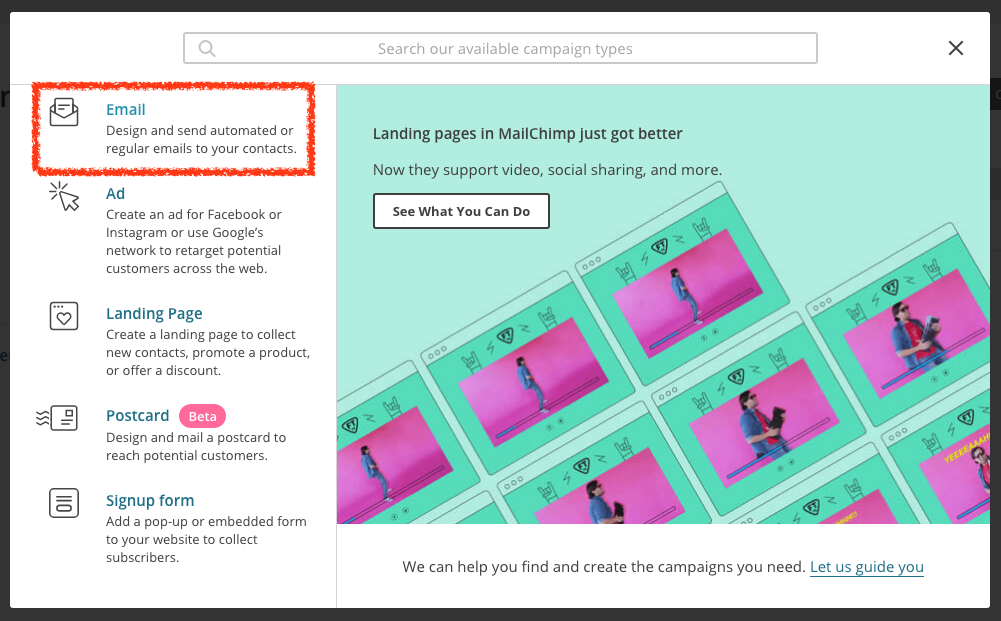 Search our available campaign types
Email
Design and send automated or
regular emails to your contacts.
Ad
Create an ad for Facebook or
Instagram or use Google's
network to retarget potential
customers across the web.
Landing Page
Create a landing page to collect
new contacts, promote a product,
or offer a discount.
Postcard Beta
Design and mail a postcard to
reach potential customers.
Signup form
Add a pop-up or embedded form
to your website to collect
subscribers.
Landing pages in MailChimp just got better
Now they support video, social sharing, and more.
See What You Can Do
We can help you find and create the campaigns you need. Let us guide you